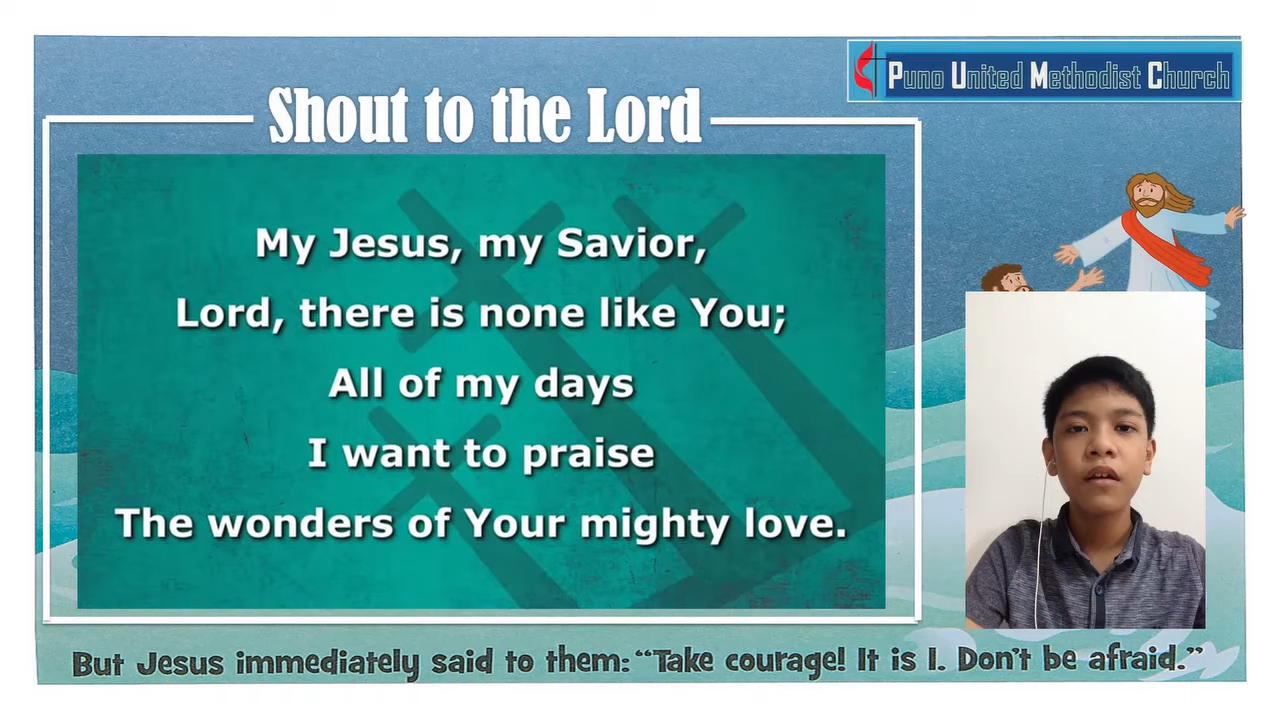 Puno United Methodist Church
Shout to the Lord
My Jesus, my Savior,
Lord, there is none like You;
All of my days
I want to praise
The wonders of Your mighty love.
But Jesus immediately said to them: “Take courage! It is I. Don’t be afraid.”